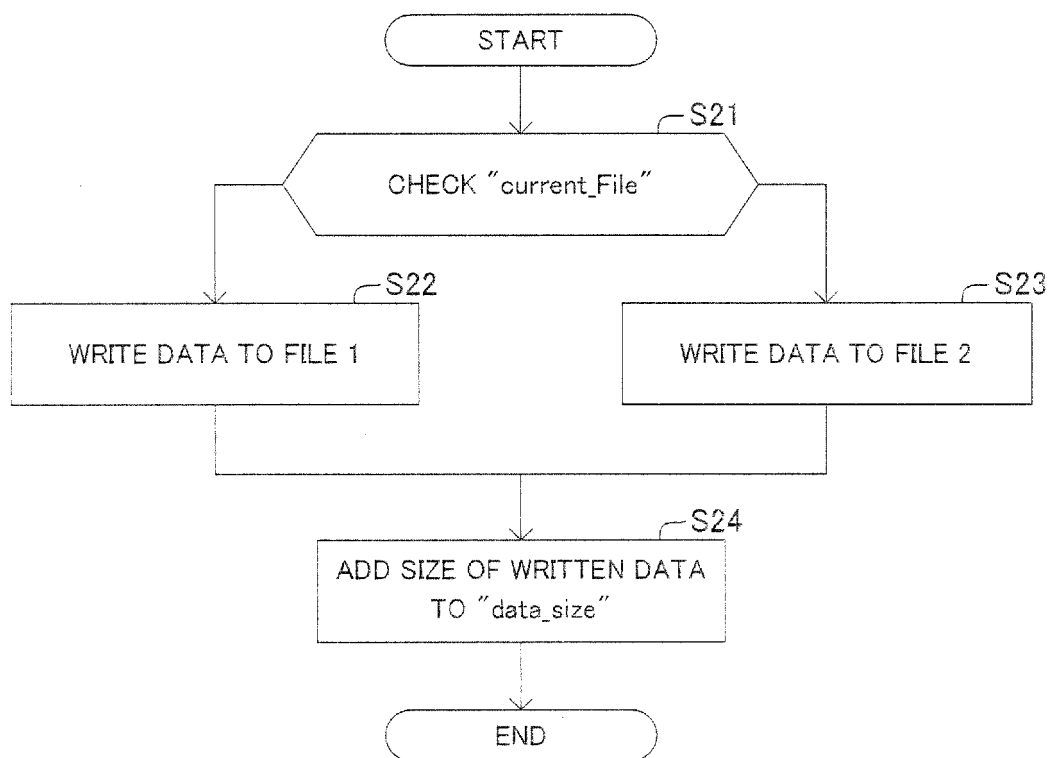 START
S21
CHECK "current_File"
S22
S23
WRITE DATA TO FILE 1
WRITE DATA TO FILE 2
S24
ADD SIZE OF WRITTEN DATA
TO "data_size"
END